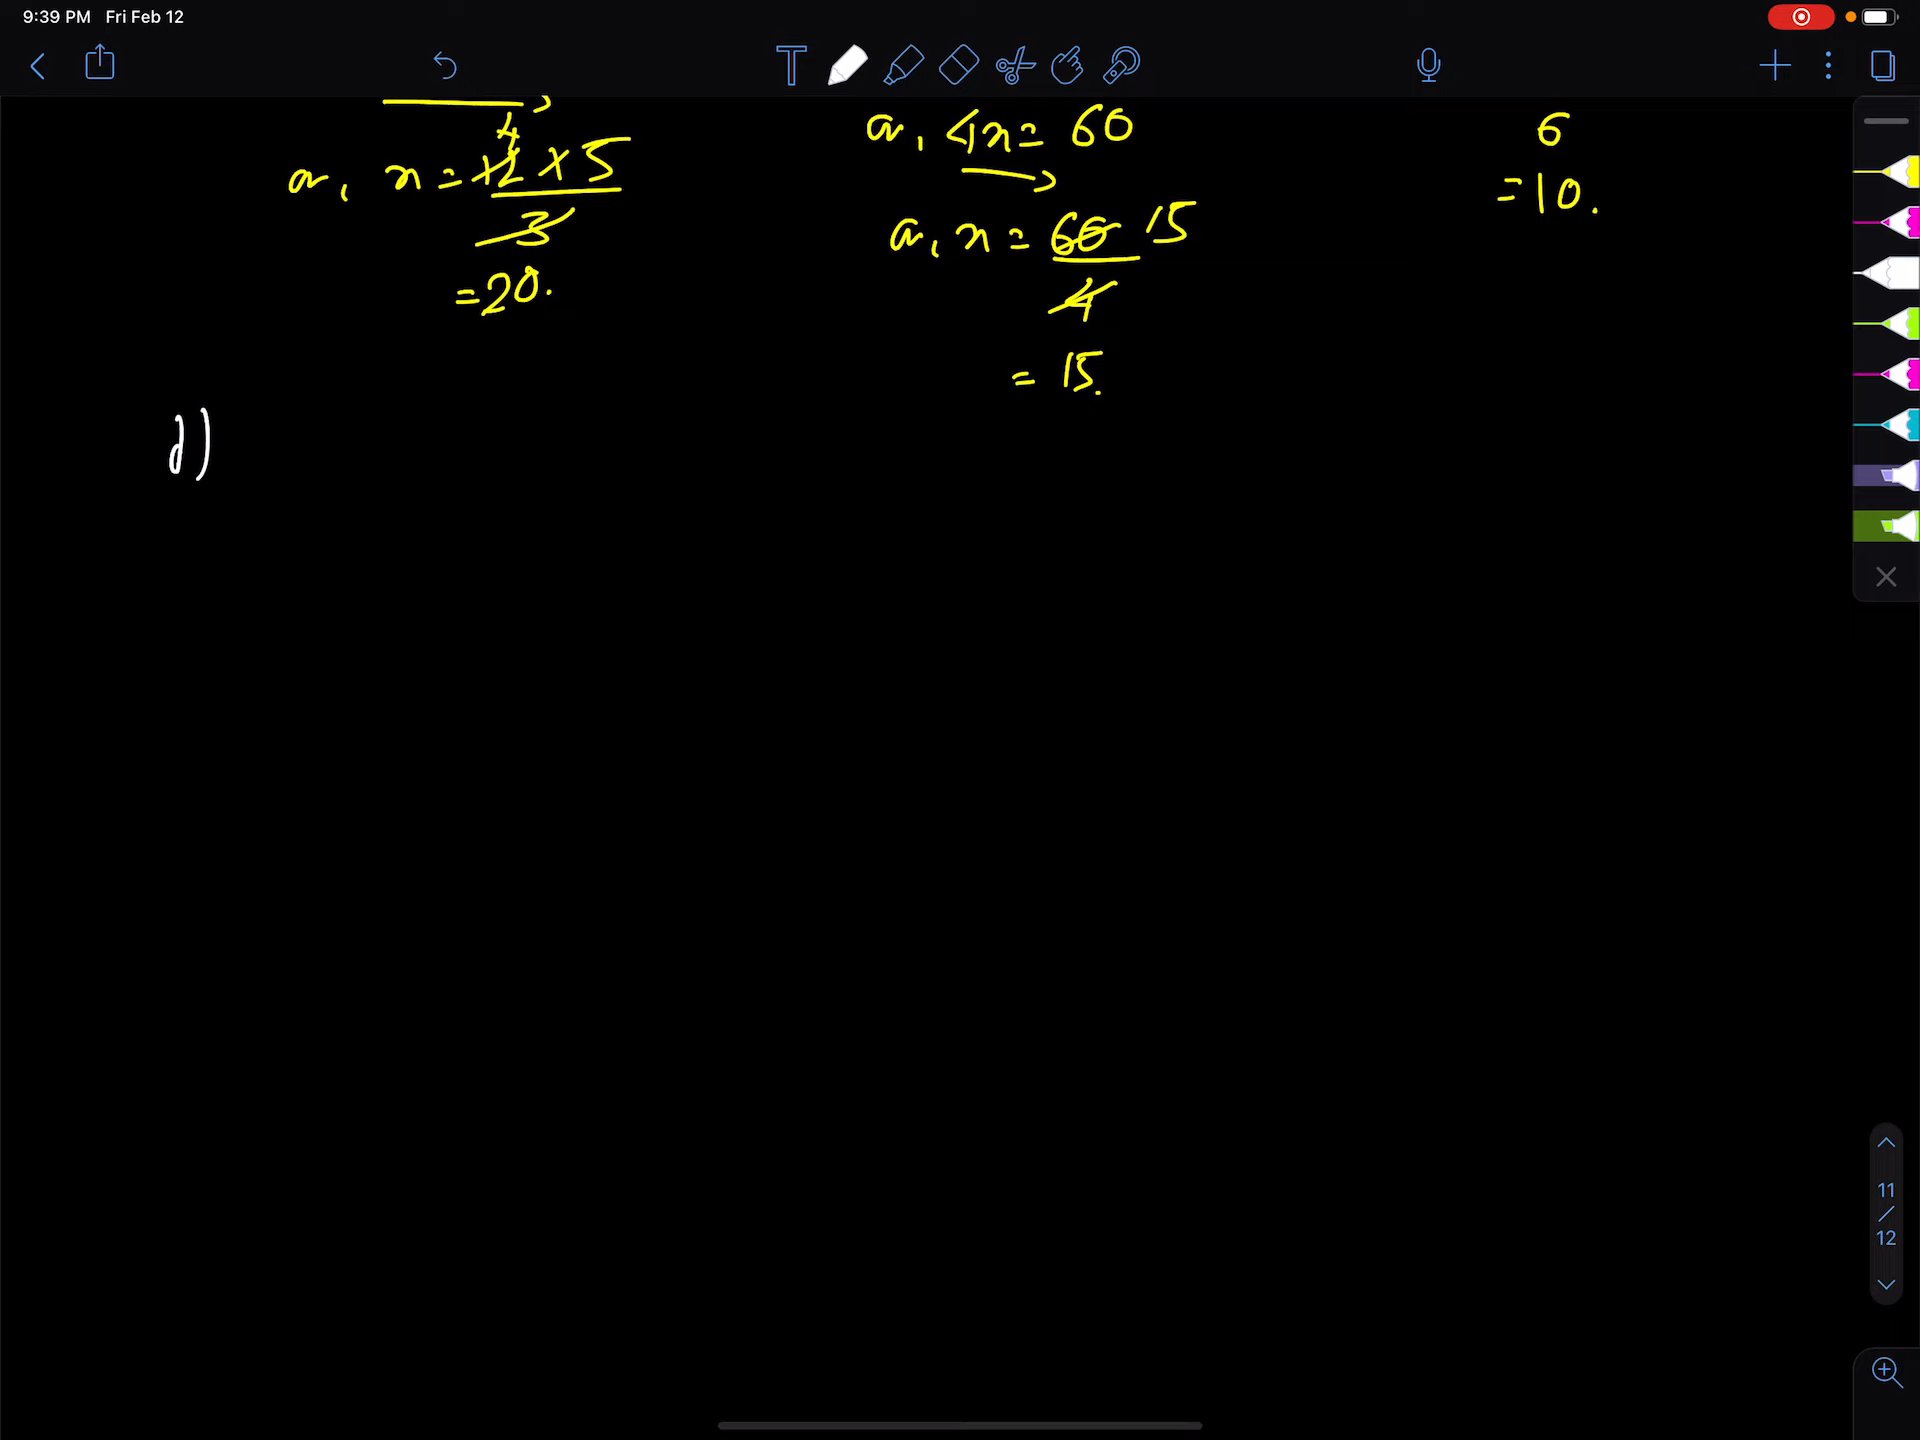 9:39 PM Fri Feb 12
4
x = 12 × 5
3
= 20.
4x = 60
x = 60 15
4
= 15.
6
= 10.
d)
11
/
12